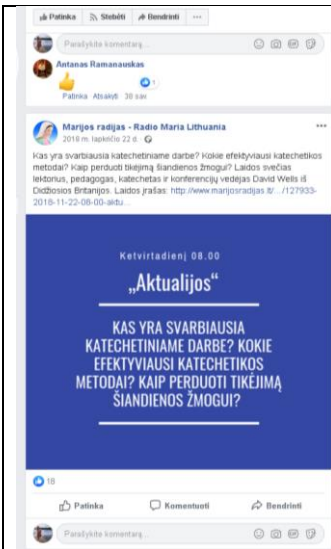 Patinka Stebėti Bendrinti ...
Parašykite komentarą...
Antanas Ramanauskas
1
Patinka Atsakyti 38 sav.
Marijos radijas - Radio Maria Lithuania
2018 m. lapkričio 22 d.
Kas yra svarbiausia katechetiniame darbe? Kokie efektyviausi katechetikos
metodai? Kaip perduoti tikėjimą šiandienos žmogui? Laidos svečias
lektorius, pedagogas, katechetas ir konferencijų vedėjas David Wells iš
Didžiosios Britanijos. Laidos įrašas: http://www.marijosradijas.lt/.../127933-
2018-11-22-08-00-aktu...
Ketvirtadienį 08.00
„Aktualijos“
KAS YRA SVARBIAUSIA
KATECHETINIAME DARBE? KOKIE
EFEKTYVIAUSI KATECHETIKOS
METODAI? KAIP PERDUOTI TIKĖJIMĄ
ŠIANDIENOS ŽMOGUI?
18
Patinka Komentuoti Bendrinti
Parašykite komentarą...